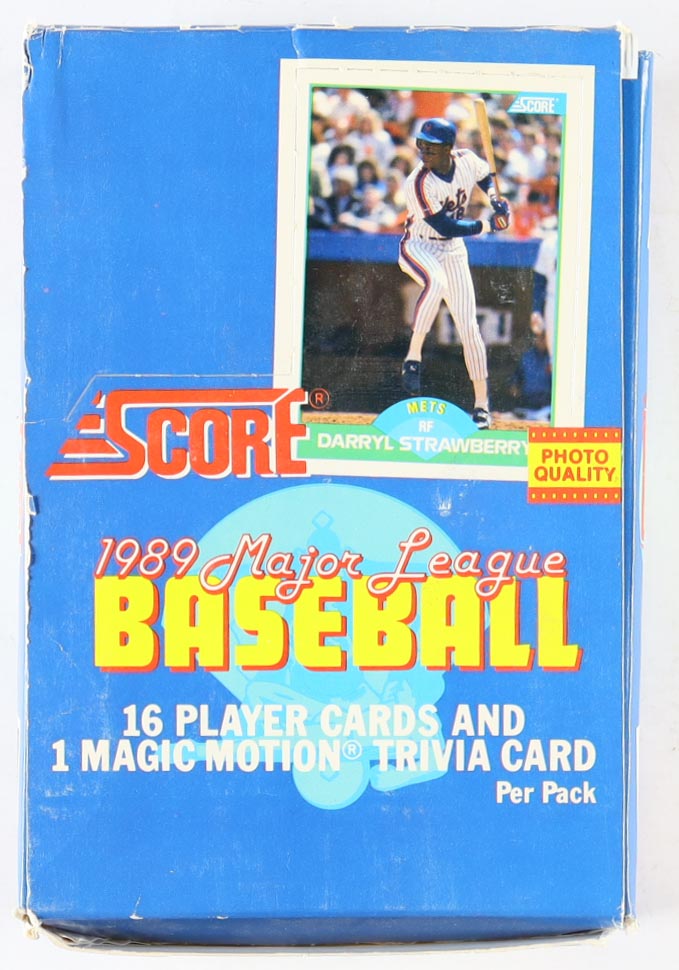 SCORE
Mets
METS
RF
DARRYL STRAWBERRY
SCORE®
PHOTO
QUALITY
1989 Major League
BASEBALL
16 PLAYER CARDS AND
1 MAGIC MOTION® TRIVIA CARD
Per Pack